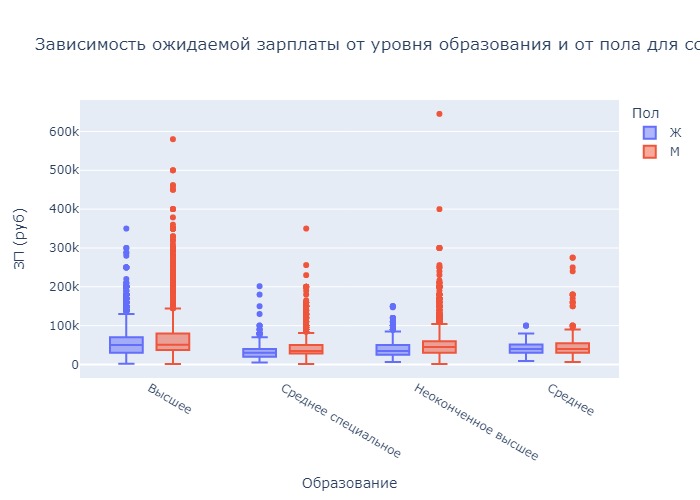 Зависимость ожидаемой зарплаты от уровня образования и от пола для
Пол
Ж
М
600k
500k
400k
300k
200k
100k
0
ЗП (руб)
Высшее
Среднее специальное
Неоконченное высшее
Среднее
Образование